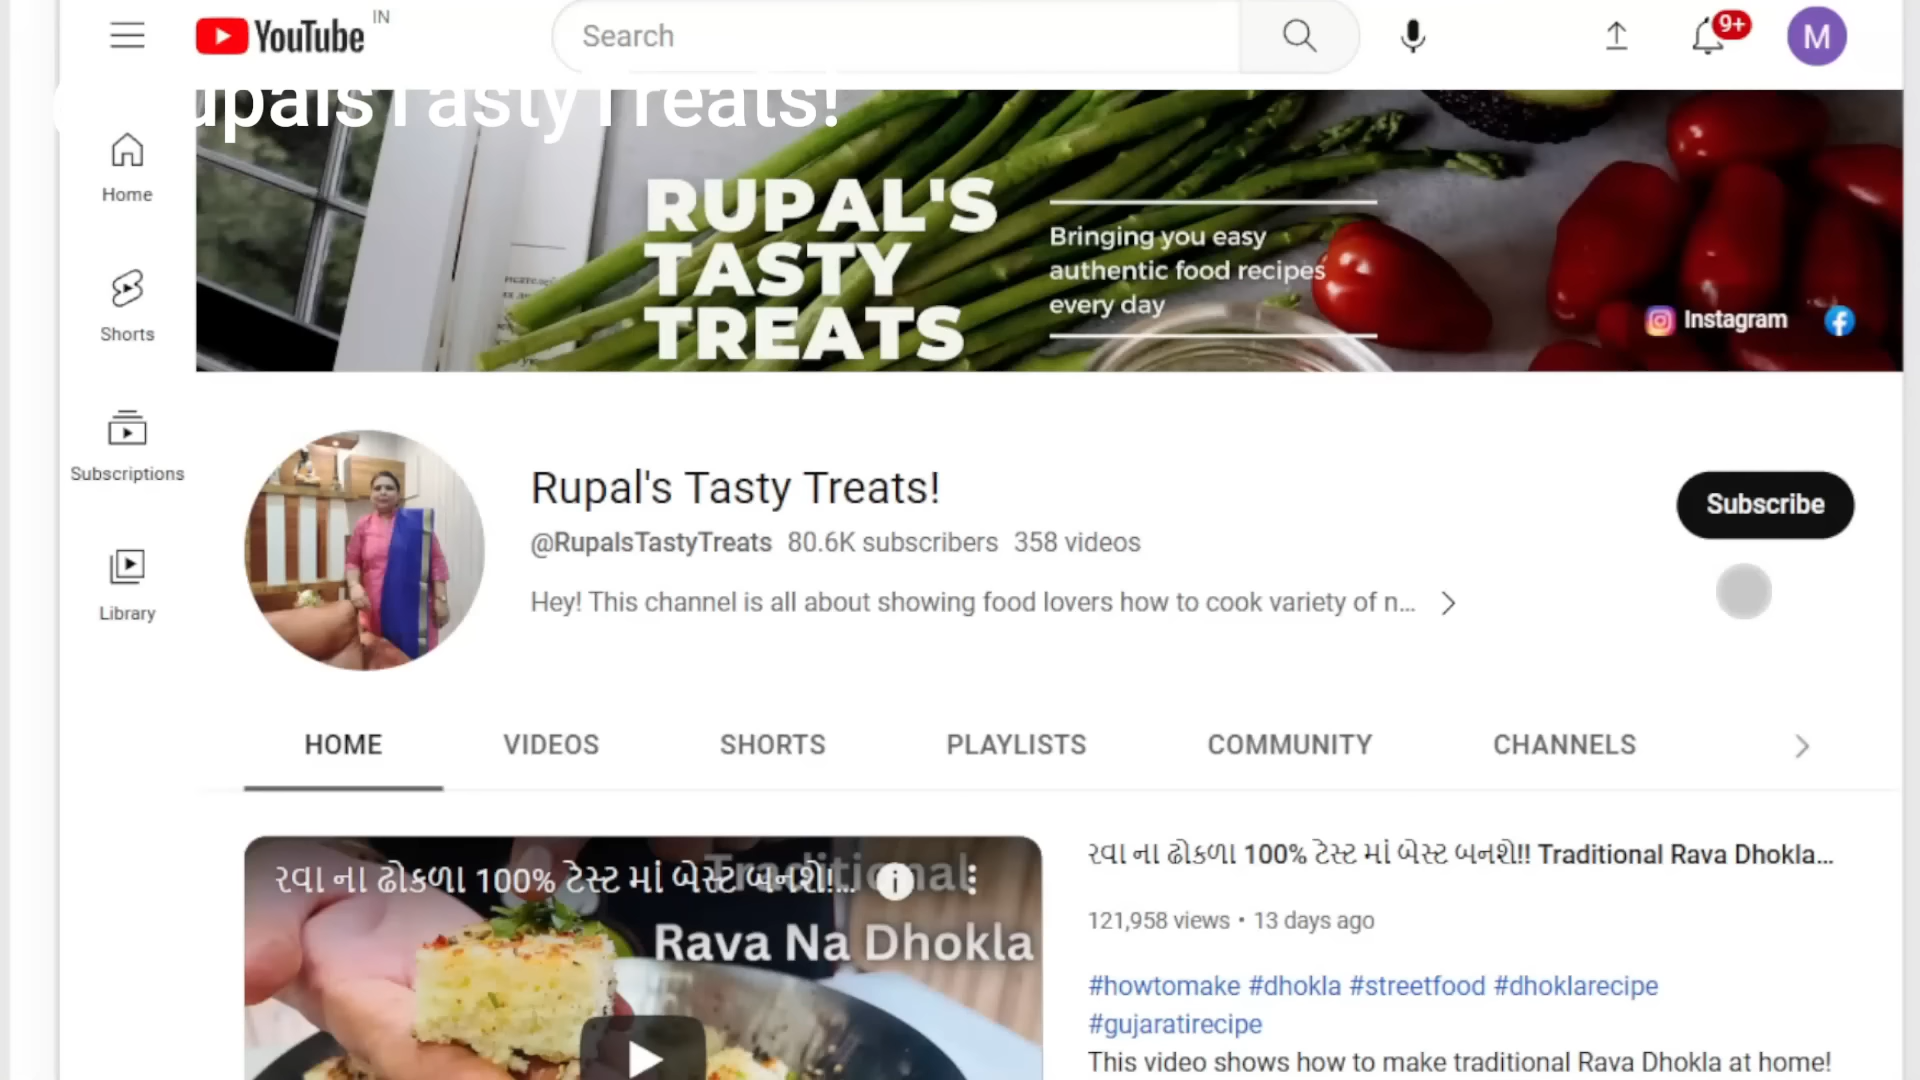 YouTube IN
Search
9+
M
upalsTastyTreats!
Home
Shorts
Subscriptions
Library
RUPAL'S
TASTY
TREATS
Bringing you easy
authentic food recipes
every day
Instagram
Rupal's Tasty Treats!
@RupalsTastyTreats 80.6K subscribers 358 videos
Hey! This channel is all about showing food lovers how to cook variety of n...
Subscribe
HOME VIDEOS SHORTS PLAYLISTS COMMUNITY CHANNELS
રવા ના ઢોકળા 100% ટેસ્ટ માં બેસ્ટ બનશે!...
Traditional
Rava Na Dhokla
રવા ના ઢોકળા 100% ટેસ્ટ માં બેસ્ટ બનશે!! Traditional Rava Dhokla...
121,958 views • 13 days ago
#howtomake #dhokla #streetfood #dhoklarecipe
#gujaratirecipe
This video shows how to make traditional Rava Dhokla at home!